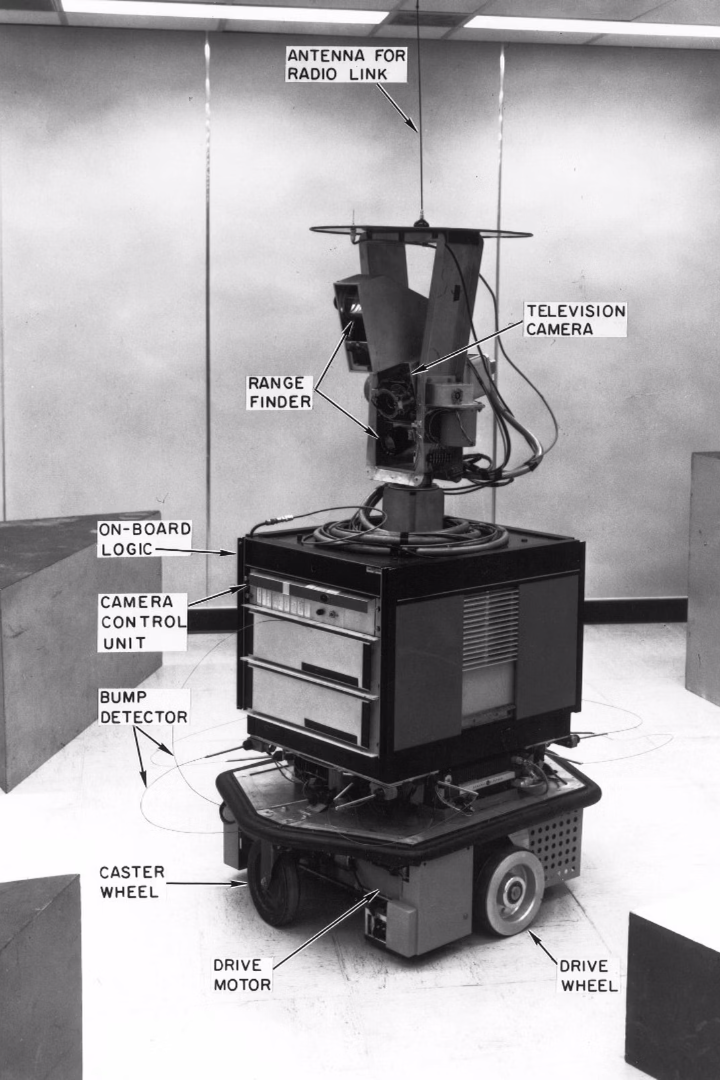 ANTENNA FOR
RADIO LINK
TELEVISION
CAMERA
RANGE
FINDER
ON-BOARD
LOGIC
CAMERA
CONTROL
UNIT
BUMP
DETECTOR
CASTER
WHEEL
DRIVE
MOTOR
DRIVE
WHEEL